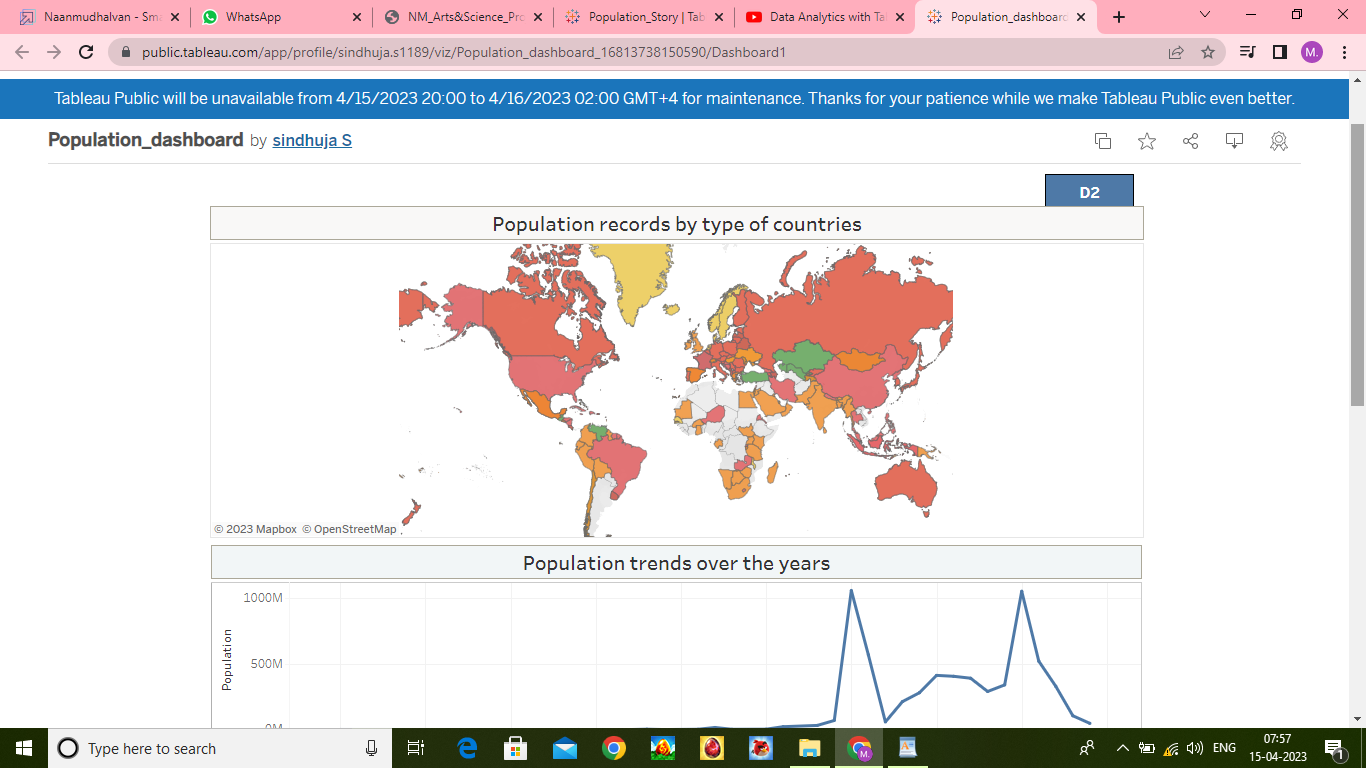 Naanmudhalvan - Sma
WhatsApp
NM_Arts&Science_Pro
Population_Story | Tab
Data Analytics with Ta
Population_dashboard
public.tableau.com/app/profile/sindhuja.s1189/viz/Population_dashboard_16813738150590/Dashboard1
M.
Tableau Public will be unavailable from 4/15/2023 20:00 to 4/16/2023 02:00 GMT+4 for maintenance. Thanks for your patience while we make Tableau Public even better.
Population_dashboard by sindhuja S
D2
Population records by type of countries
© 2023 Mapbox © OpenStreetMap
Population trends over the years
1000M
Population
500M
0M
Type here to search
M.
ENG
07:57
15-04-2023
1